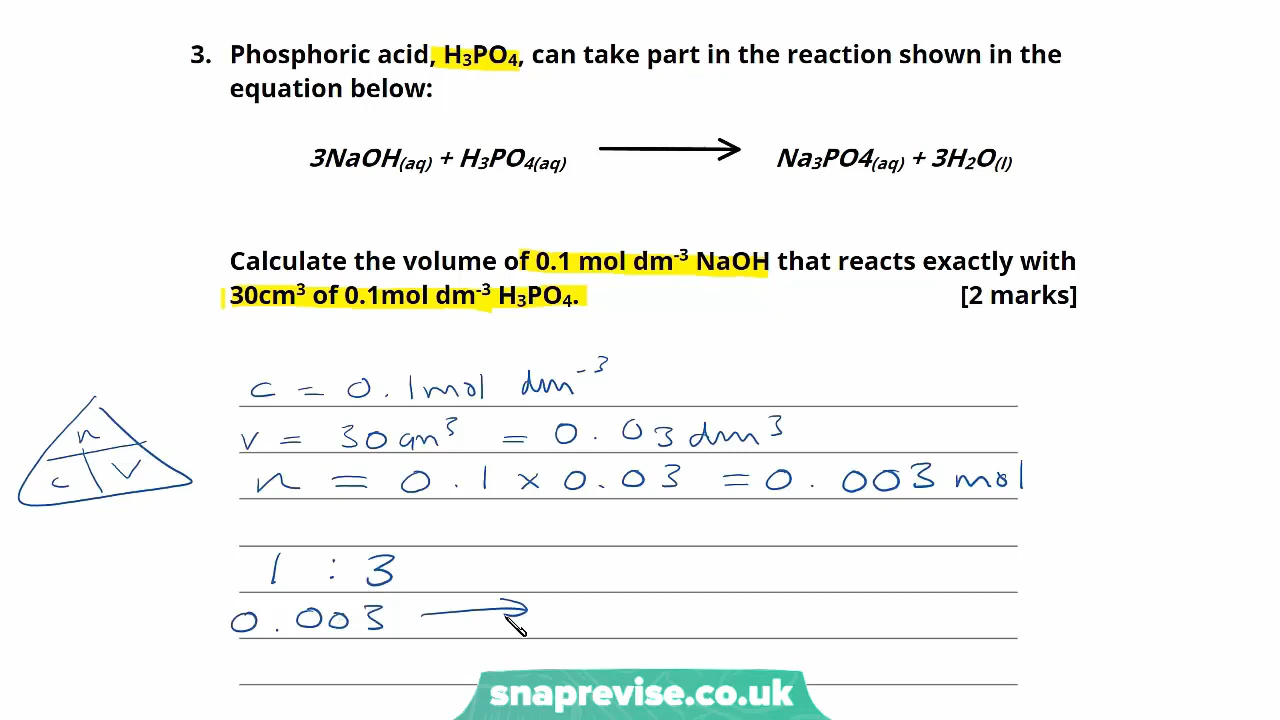 3. Phosphoric acid, H₃PO₄, can take part in the reaction shown in the
equation below:
3NaOH(aq) + H₃PO₄(aq) ⟶ Na₃PO4(aq) + 3H₂O(l)
Calculate the volume of 0.1 mol dm⁻³ NaOH that reacts exactly with
30cm³ of 0.1mol dm⁻³ H₃PO₄. [2 marks]
c = 0.1mol dm⁻³
v = 30cm³ = 0.03dm³
n
c V
n = 0.1 × 0.03 = 0.003 mol
1 : 3
0.003 →
snaprevise.co.uk